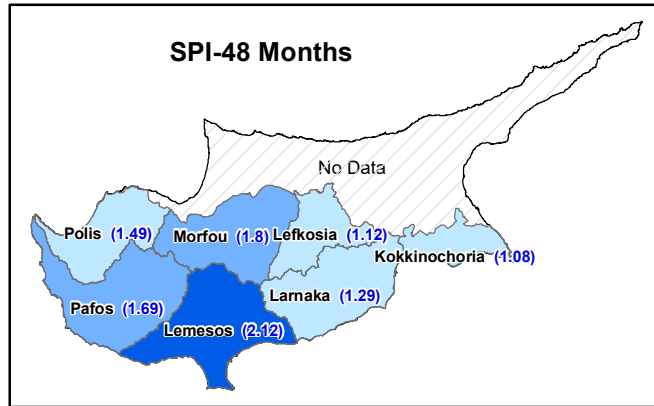 SPI-48 Months
No Data
Polis (1.49)
Morfou (1.8)
Lefkosia (1.12)
Kokkinochoria (1.08)
Pafos (1.69)
Larnaka (1.29)
Lemesos (2.12)